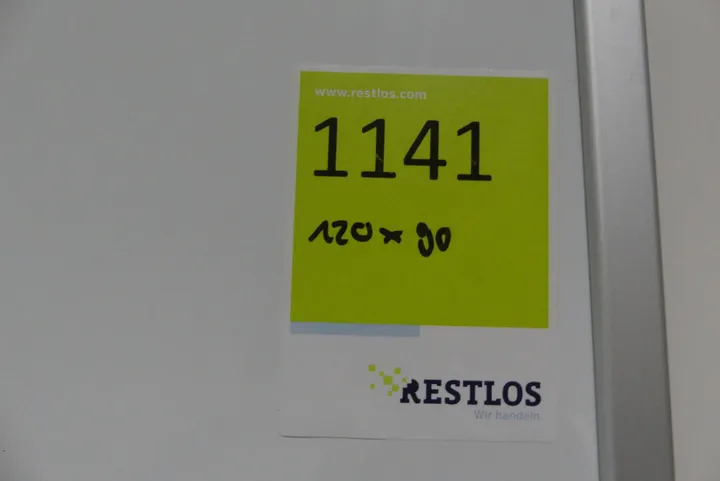 www.restlos.com
1141
120 x 90
RESTLOS
Wir handeln.